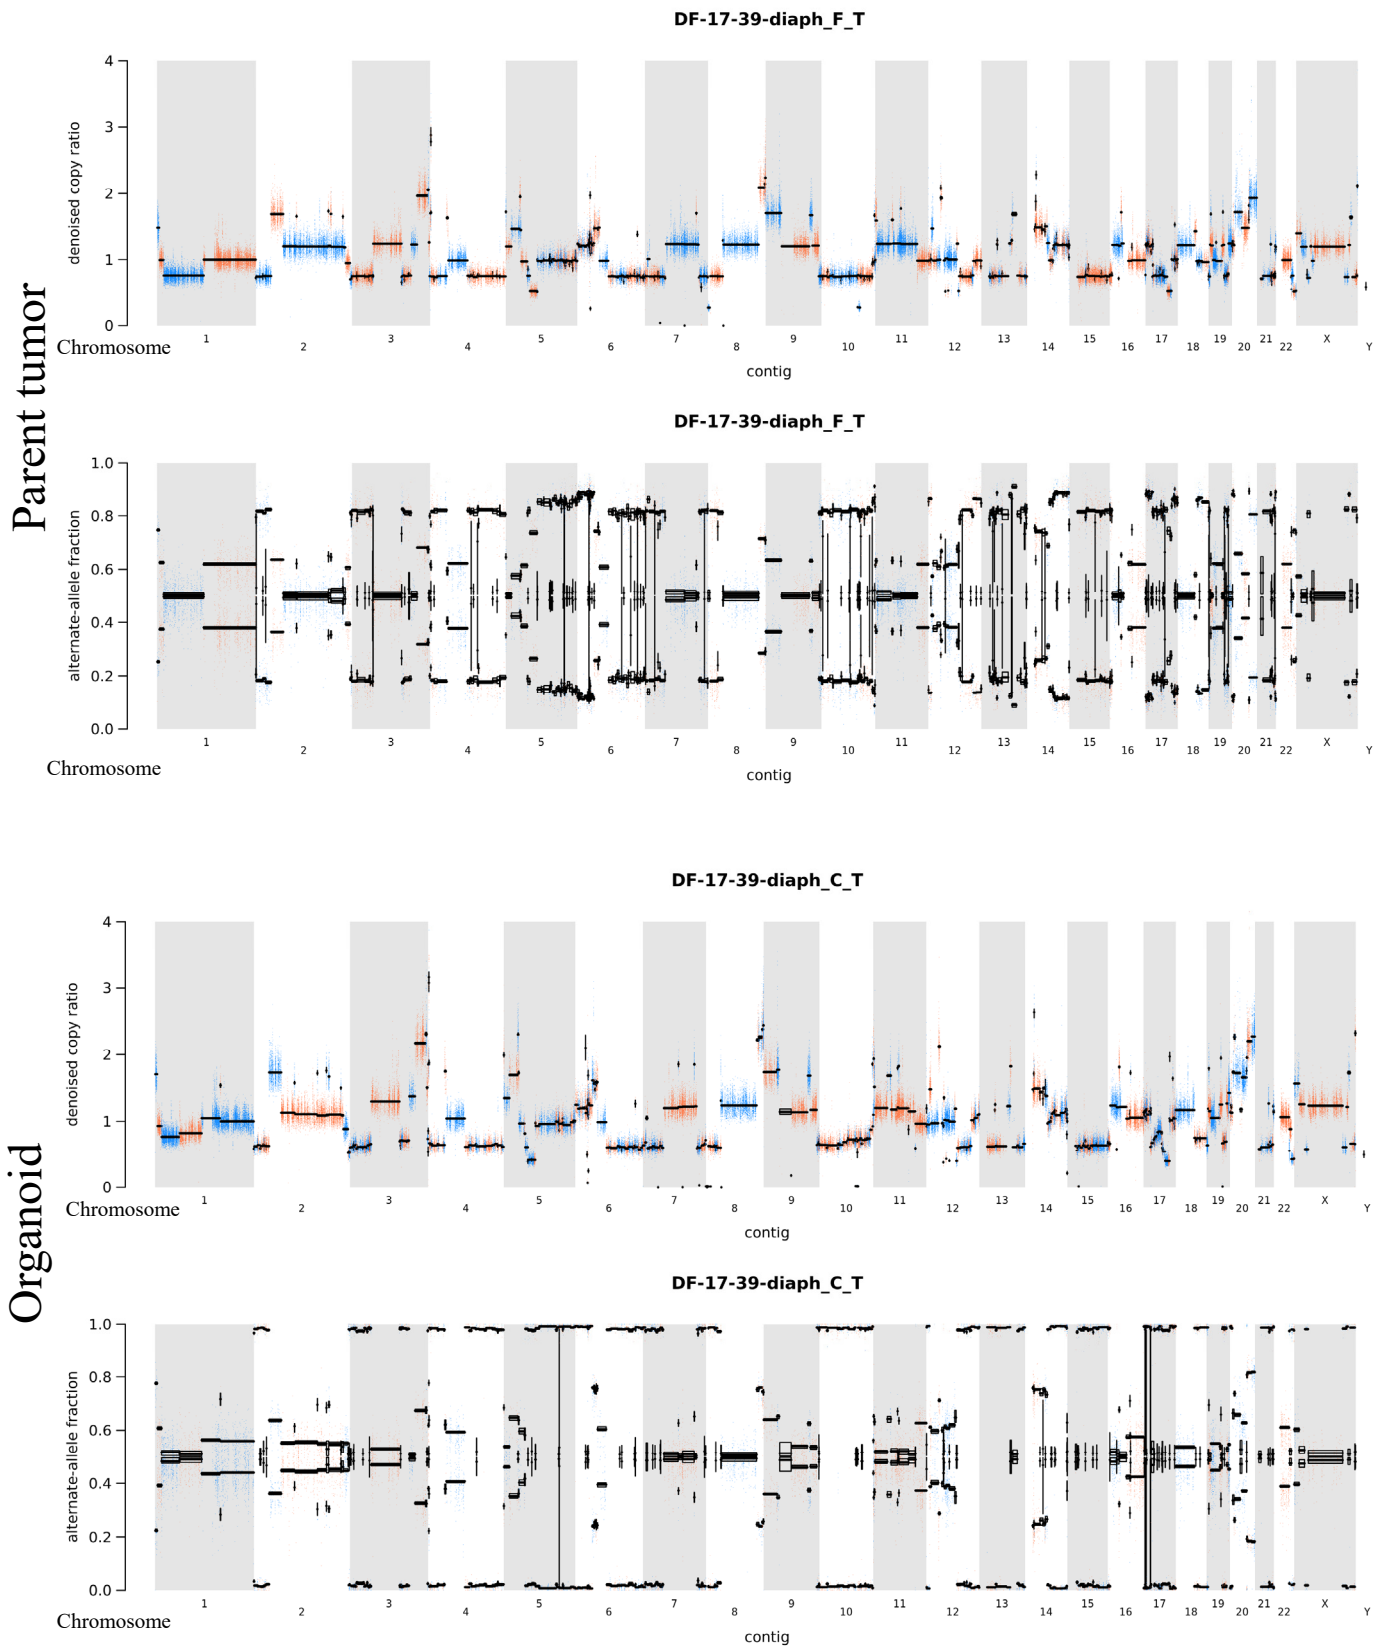 Parent tumor
DF-17-39-diaph_F_T
denoised copy ratio
4
3
2
1
0
Chromosome
1 2 3 4 5 6 7 8 9 10 11 12 13 14 15 16 17 18 19 20 21 22 X Y
contig
DF-17-39-diaph_F_T
alternate-allele fraction
1.0
0.8
0.6
0.4
0.2
0.0
1 2 3 4 5 6 7 8 9 10 11 12 13 14 15 16 17 18 19 20 21 22 X Y
Chromosome
contig
Organoid
DF-17-39-diaph_C_T
denoised copy ratio
4
3
2
1
0
Chromosome
1 2 3 4 5 6 7 8 9 10 11 12 13 14 15 16 17 18 19 20 21 22 X Y
contig
DF-17-39-diaph_C_T
alternate-allele fraction
1.0
0.8
0.6
0.4
0.2
0.0
Chromosome
1 2 3 4 5 6 7 8 9 10 11 12 13 14 15 16 17 18 19 20 21 22 X Y
contig